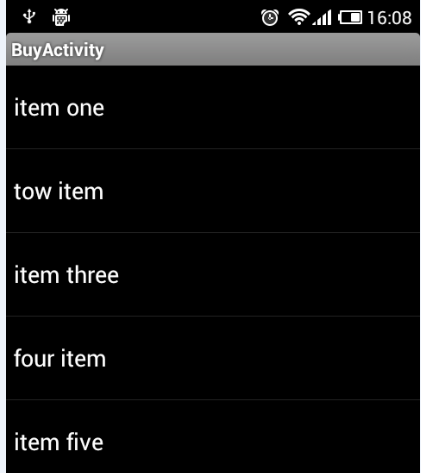 16:08
BuyActivity
item one
tow item
item three
four item
item five